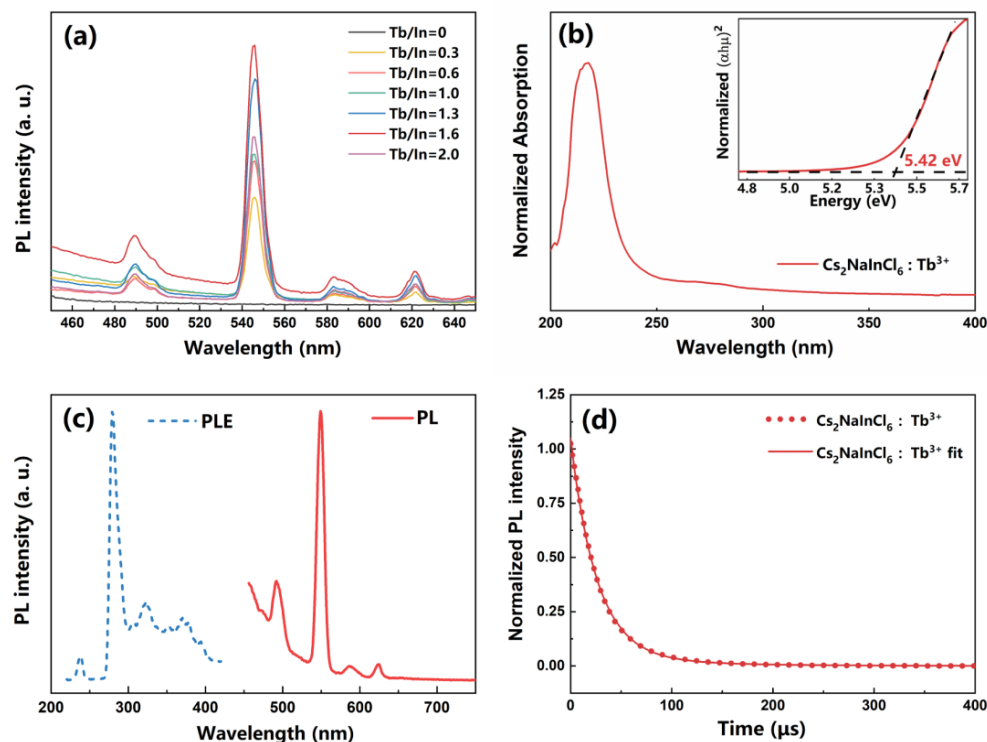 (a)
Tb/In=0
Tb/In=0.3
Tb/In=0.6
Tb/In=1.0
Tb/In=1.3
Tb/In=1.6
Tb/In=2.0
PL intensity (a. u.)
460 480 500 520 540 560 580 600 620 640
Wavelength (nm)
(b)
Normalized Absorption
Normalized (αhμ)²
5.42 eV
4.8 5.0 5.2 5.3 5.5 5.7
Energy (eV)
Cs₂NaInCl₆ : Tb³⁺
200 250 300 350 400
Wavelength (nm)
(c)
PLE
PL
PL intensity (a. u.)
200 300 400 500 600 700
Wavelength (nm)
(d)
Cs₂NaInCl₆ : Tb³⁺
Cs₂NaInCl₆ : Tb³⁺ fit
Normalized PL intensity
1.25
1.00
0.75
0.50
0.25
0.00
0 100 200 300 400
Time (μs)